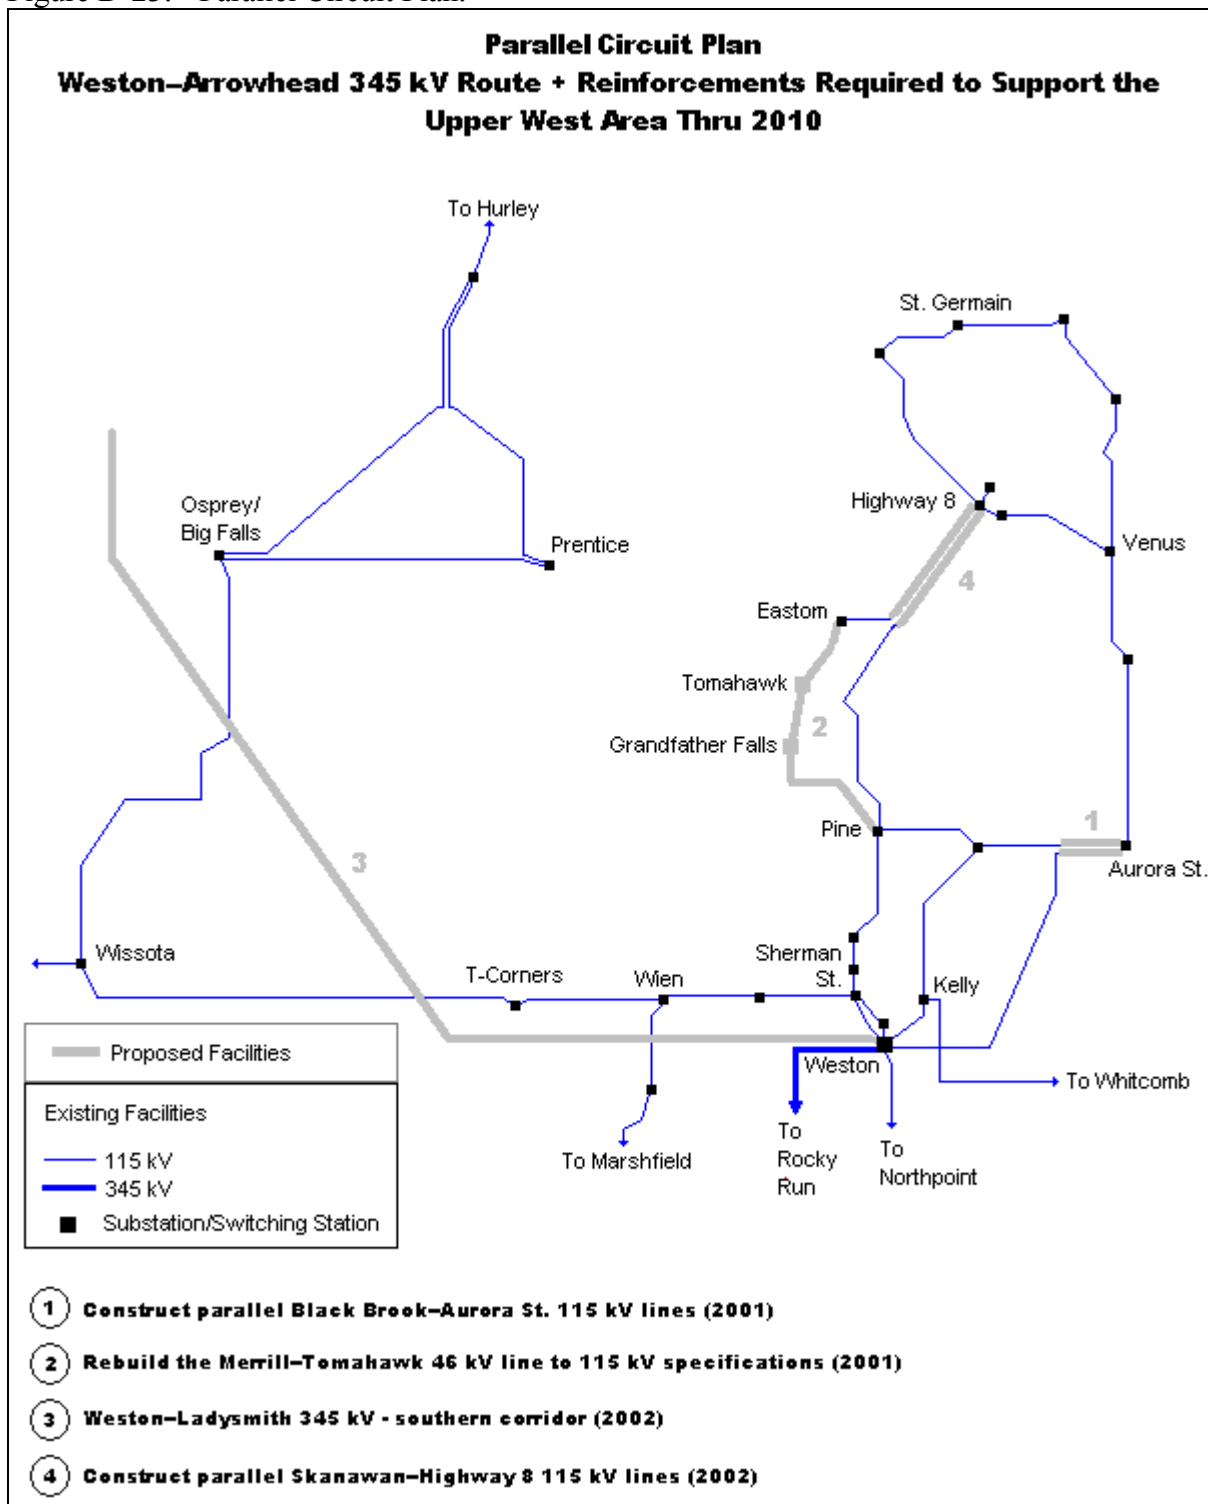 Figure B-23. Parallel Circuit Plan.
Parallel Circuit Plan
Weston–Arrowhead 345 kV Route + Reinforcements Required to Support the
Upper West Area Thru 2010
To Hurley
St. Germain
Osprey/
Big Falls
Prentice
Highway 8
Venus
4
Eastom
Tomahawk
2
Grandfather Falls
Pine
1
Aurora St.
3
Wissota
T-Corners
Wien
Sherman
St.
Kelly
Weston
To Whitcomb
To Marshfield
To
Rocky
Run
To
Northpoint
Proposed Facilities
Existing Facilities
115 kV
345 kV
Substation/Switching Station
1 Construct parallel Black Brook–Aurora St. 115 kV lines (2001)
2 Rebuild the Merrill–Tomahawk 46 kV line to 115 kV specifications (2001)
3 Weston–Ladysmith 345 kV - southern corridor (2002)
4 Construct parallel Skanawan–Highway 8 115 kV lines (2002)